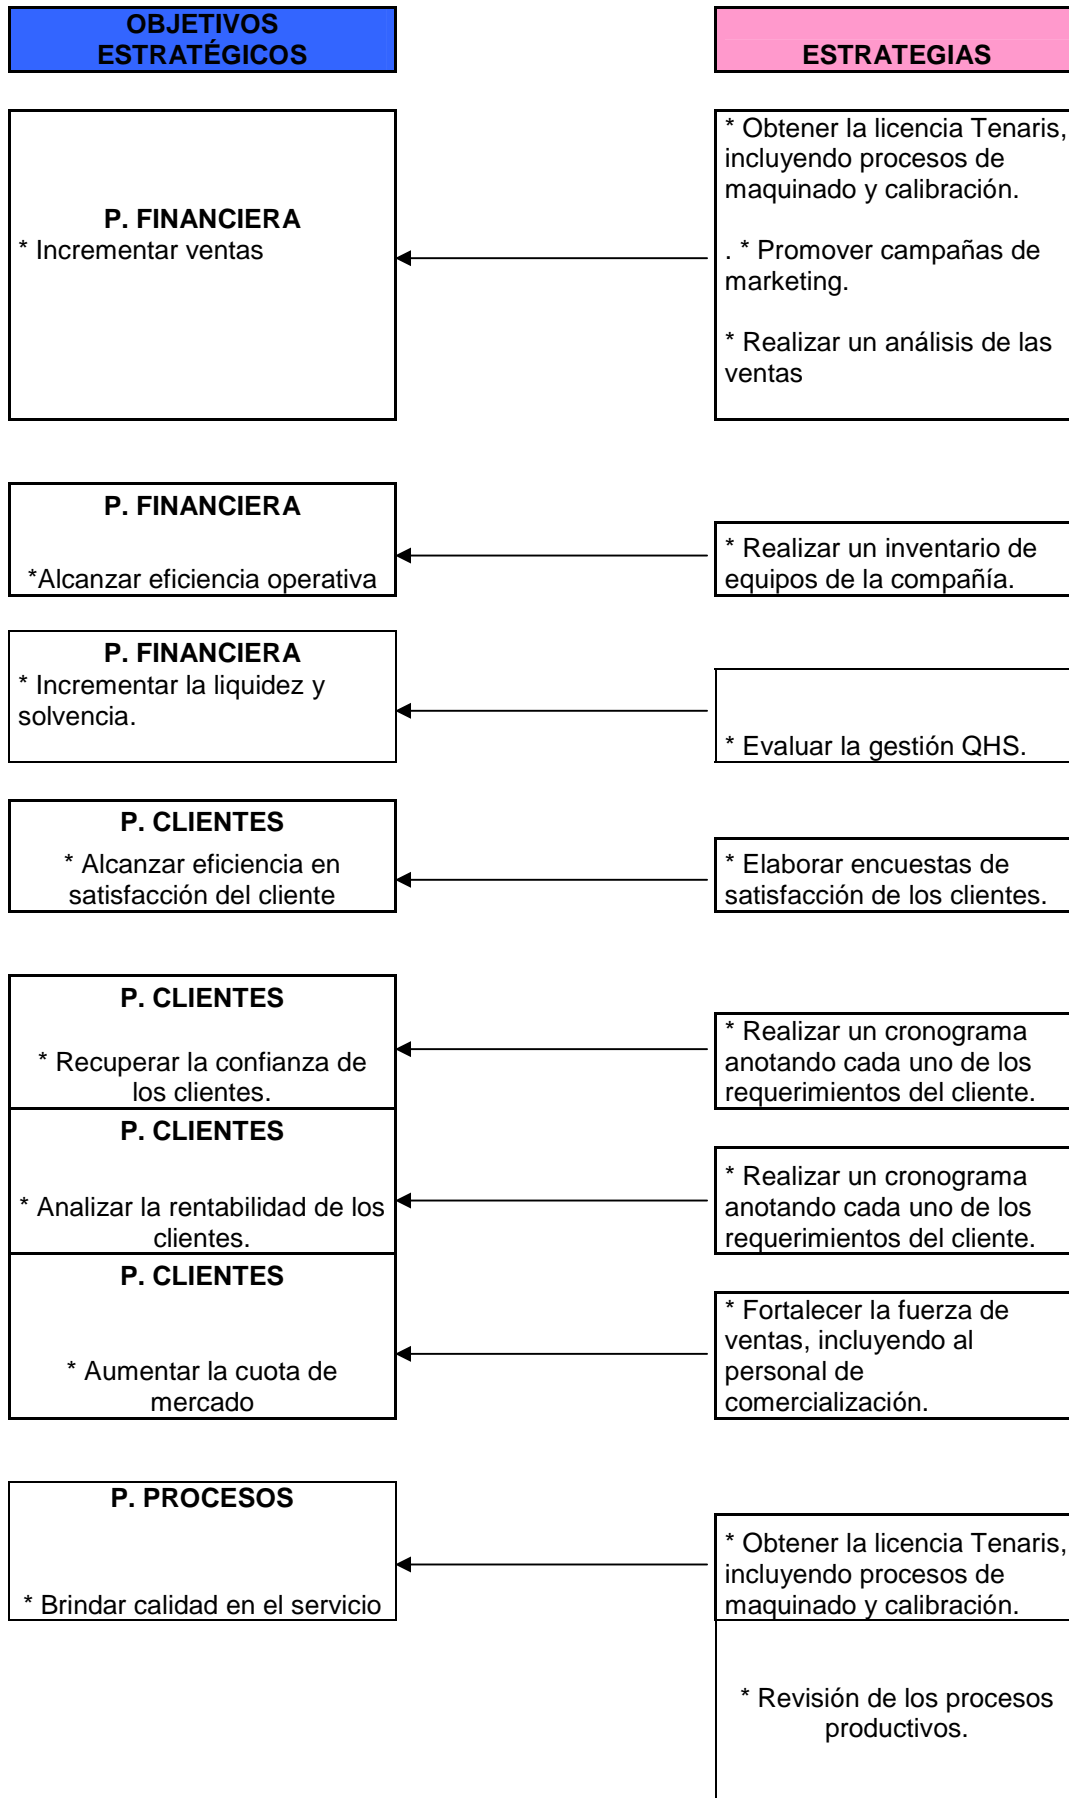 OBJETIVOS
ESTRATÉGICOS
ESTRATEGIAS
P. FINANCIERA
* Incrementar ventas
* Obtener la licencia Tenaris,
incluyendo procesos de
maquinado y calibración.
. * Promover campañas de
marketing.
* Realizar un análisis de las
ventas
P. FINANCIERA
*Alcanzar eficiencia operativa
* Realizar un inventario de
equipos de la compañía.
P. FINANCIERA
* Incrementar la liquidez y
solvencia.
* Evaluar la gestión QHS.
P. CLIENTES
* Alcanzar eficiencia en
satisfacción del cliente
* Elaborar encuestas de
satisfacción de los clientes.
P. CLIENTES
* Recuperar la confianza de
los clientes.
* Realizar un cronograma
anotando cada uno de los
requerimientos del cliente.
P. CLIENTES
* Analizar la rentabilidad de los
clientes.
* Realizar un cronograma
anotando cada uno de los
requerimientos del cliente.
P. CLIENTES
* Aumentar la cuota de
mercado
* Fortalecer la fuerza de
ventas, incluyendo al
personal de
comercialización.
P. PROCESOS
* Brindar calidad en el servicio
* Obtener la licencia Tenaris,
incluyendo procesos de
maquinado y calibración.
* Revisión de los procesos
productivos.